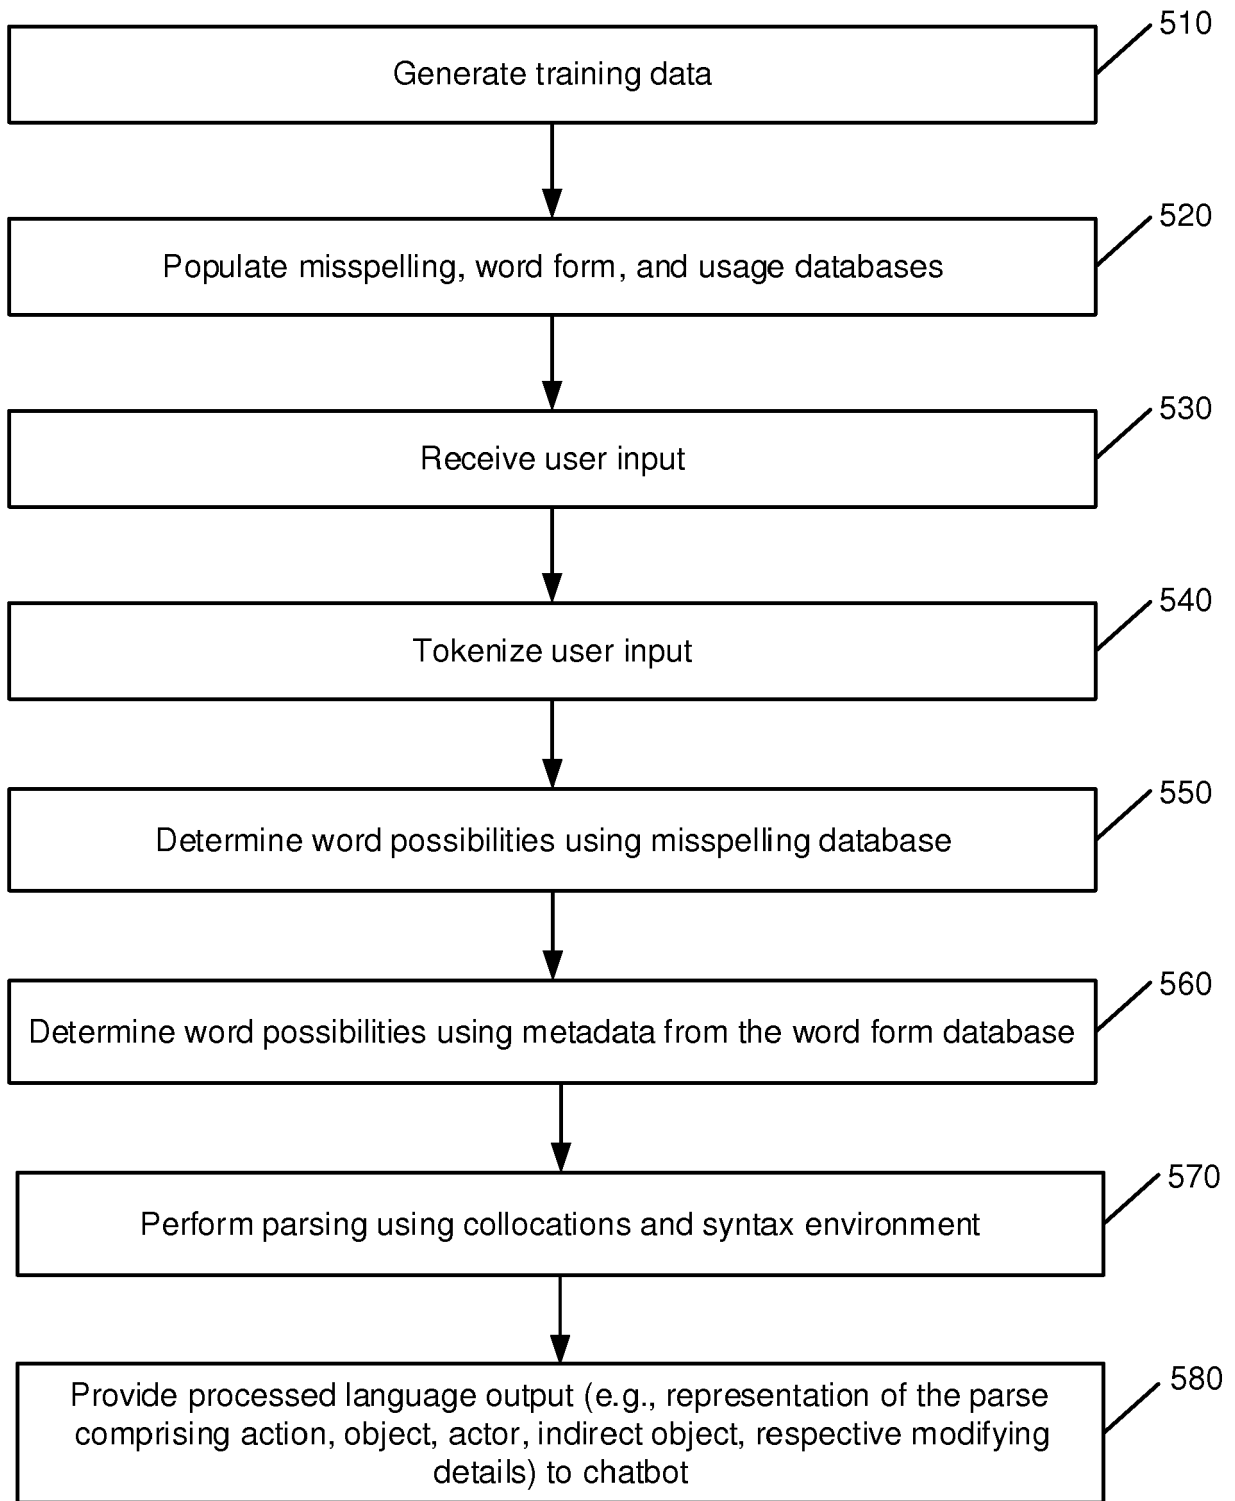 510
Generate training data
520
Populate misspelling, word form, and usage databases
530
Receive user input
540
Tokenize user input
550
Determine word possibilities using misspelling database
560
Determine word possibilities using metadata from the word form database
570
Perform parsing using collocations and syntax environment
580
Provide processed language output (e.g., representation of the parse
comprising action, object, actor, indirect object, respective modifying
details) to chatbot